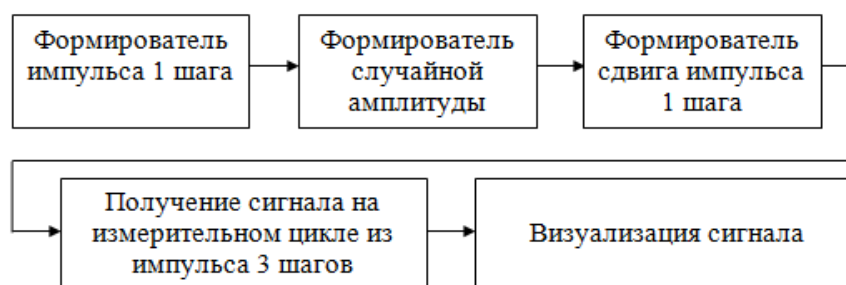 Формирователь
импульса 1 шага
Формирователь
случайной
амплитуды
Формирователь
сдвига импульса
1 шага
Получение сигнала на
измерительном цикле из
импульса 3 шагов
Визуализация сигнала